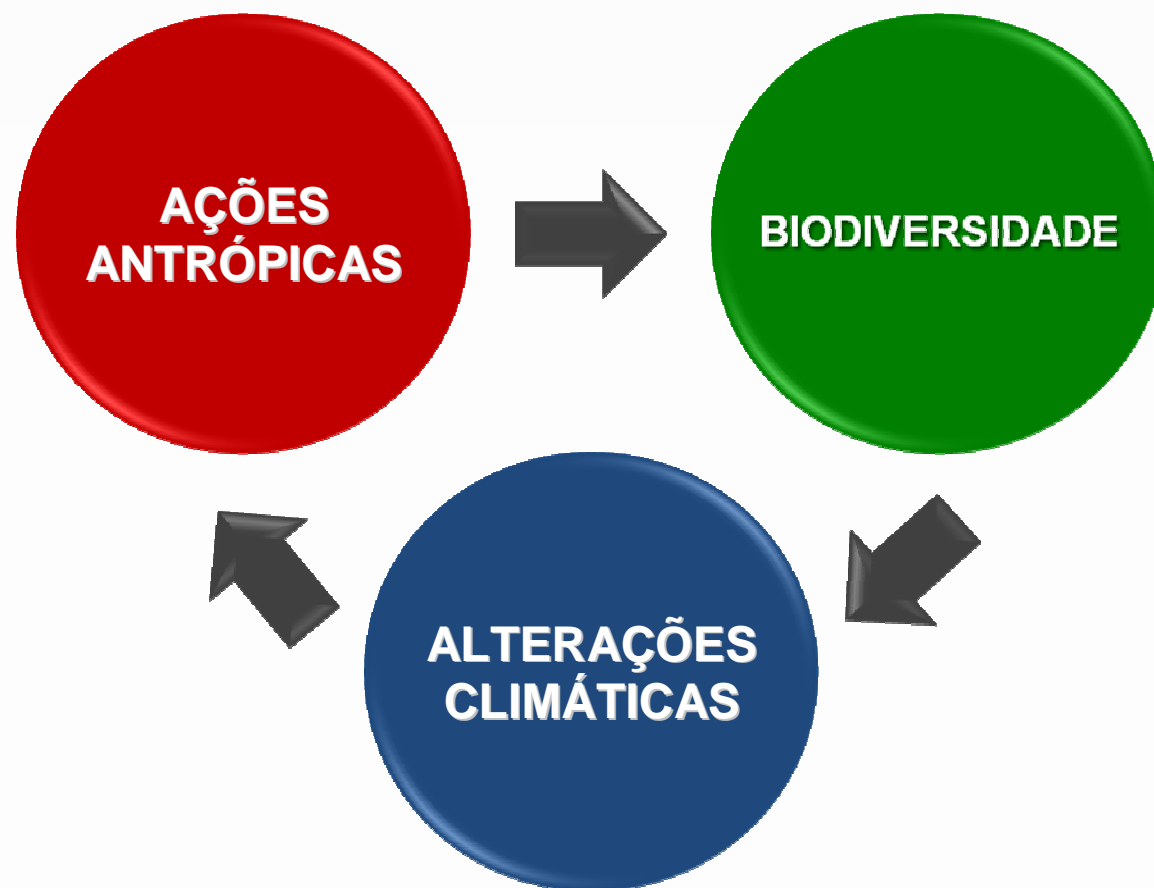 AÇÕES
ANTRÓPICAS
BIODIVERSIDADE
ALTERAÇÕES
CLIMÁTICAS